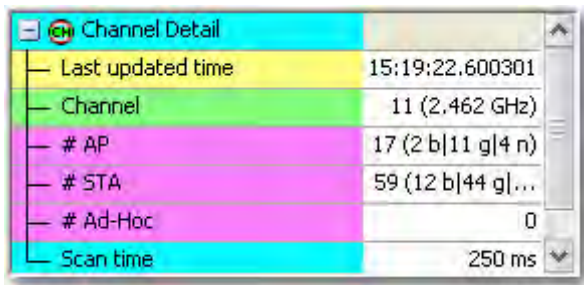 CH Channel Detail
Last updated time 15:19:22.600301
Channel 11 (2.462 GHz)
# AP 17 (2 b|11 g|4 n)
# STA 59 (12 b|44 g|...
# Ad-Hoc 0
Scan time 250 ms